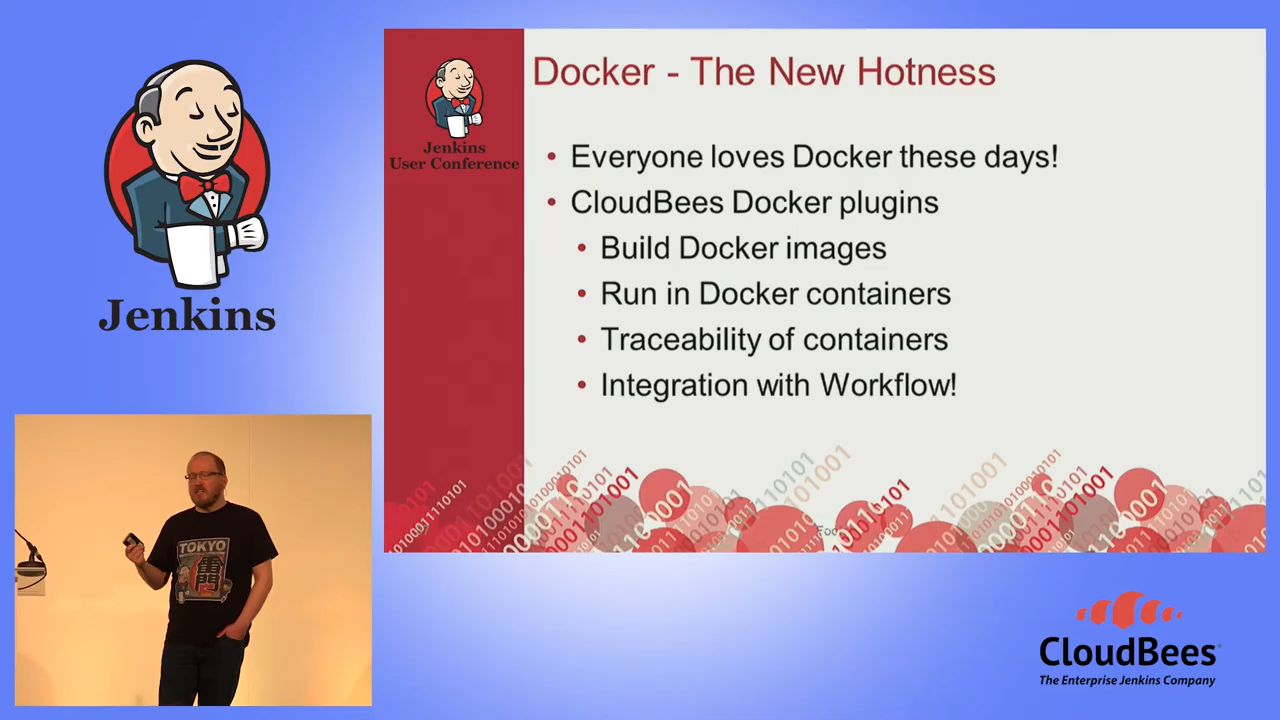 Jenkins
Jenkins
User Conference
Docker - The New Hotness
• Everyone loves Docker these days!
• CloudBees Docker plugins
• Build Docker images
• Run in Docker containers
• Traceability of containers
• Integration with Workflow!
TOKYO
CloudBees
The Enterprise Jenkins Company